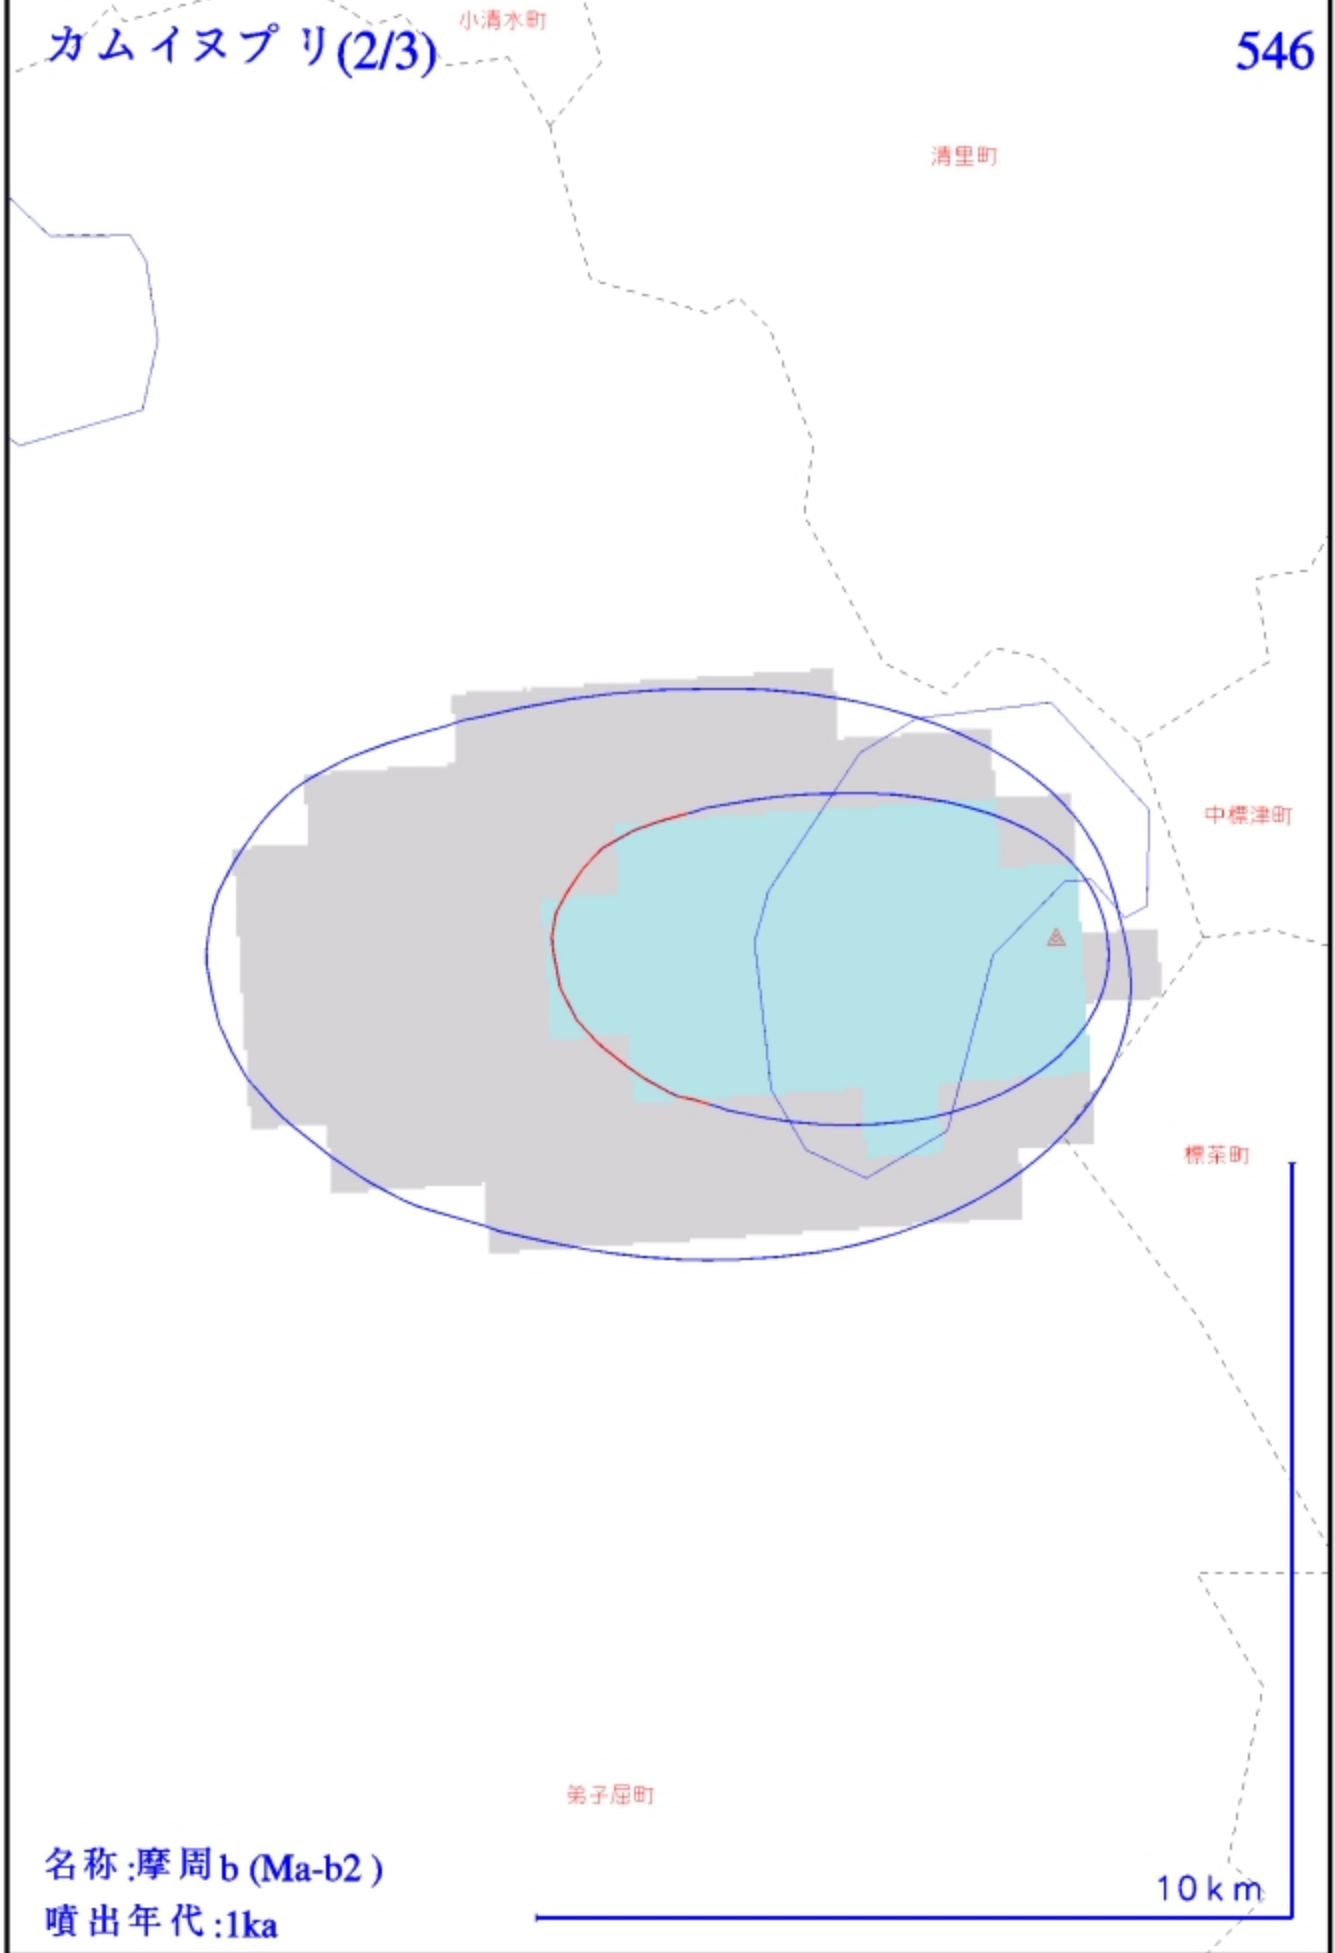 カムイヌプリ(2/3)
546
小清水町
清里町
中標津町
標茶町
弟子屈町
名称:摩周b (Ma-b2 )
噴出年代:1ka
10km